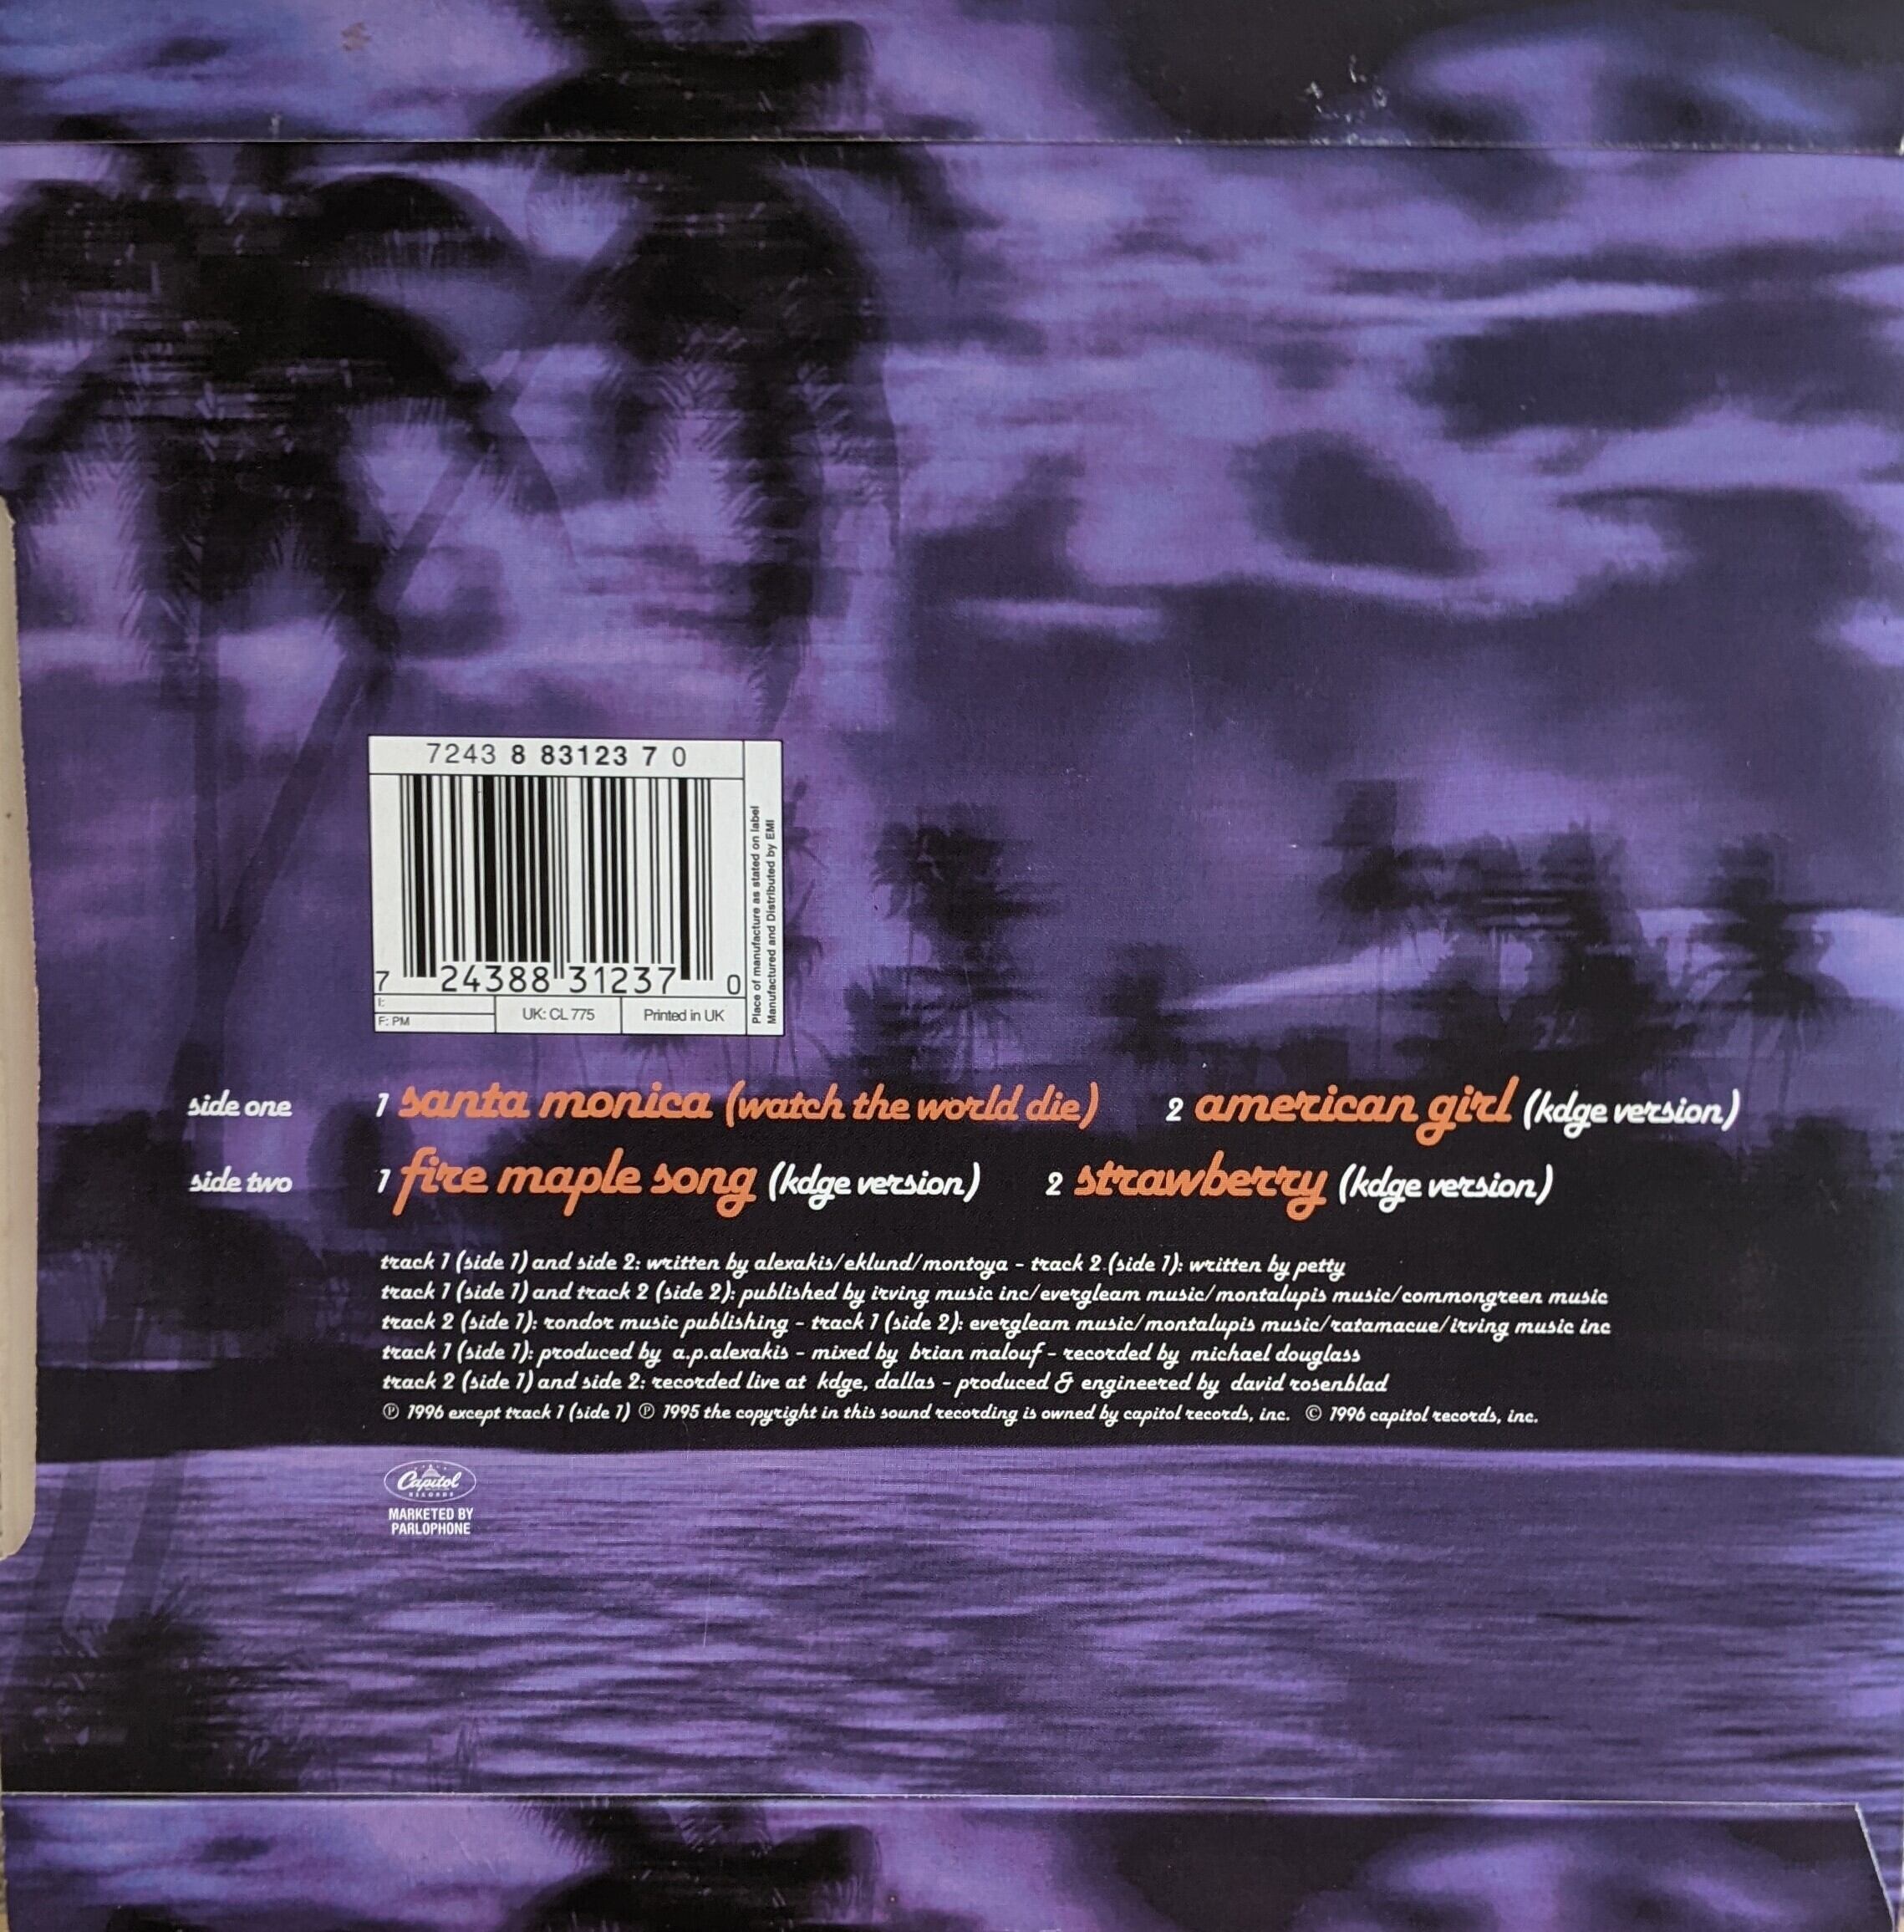 7243 8 83123 7 0
7 24388 31237 0
I:
F: PM
UK: CL 775
Printed in UK
Place of manufacture as stated on label
Manufactured and Distributed by EMI
side one 1 santa monica (watch the world die) 2 american girl (kdge version)
side two 1 fire maple song (kdge version) 2 strawberry (kdge version)
track 1 (side 1) and side 2: written by alexakis/eklund/montoya - track 2 (side 1): written by petty
track 1 (side 1) and track 2 (side 2): published by irving music inc/evergleam music/montalupis music/commongreen music
track 2 (side 1): rondor music publishing - track 1 (side 2): evergleam music/montalupis music/ratamacue/irving music inc
track 1 (side 1): produced by a.p.alexakis - mixed by brian malouf - recorded by michael douglass
track 2 (side 1) and side 2: recorded live at kdge, dallas - produced & engineered by david rosenblad
℗ 1996 except track 1 (side 1) ℗ 1995 the copyright in this sound recording is owned by capitol records, inc. © 1996 capitol records, inc.
Capitol
RECORDS
MARKETED BY
PARLOPHONE